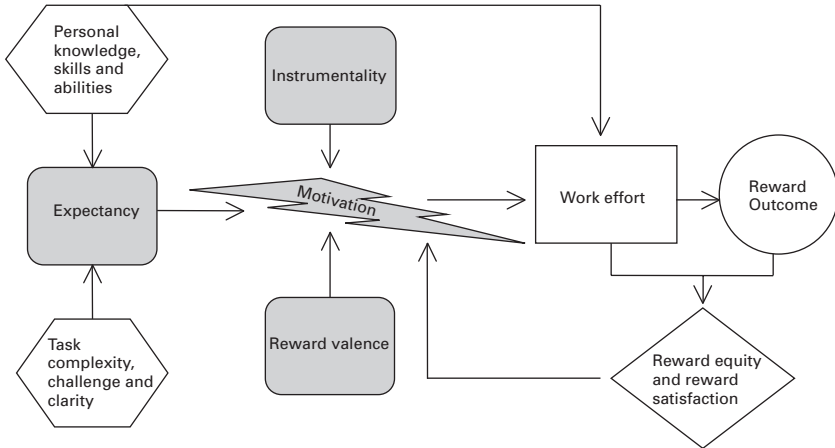 Personal
knowledge,
skills and
abilities
Instrumentality
Expectancy
Motivation
Work effort
Reward
Outcome
Task
complexity,
challenge and
clarity
Reward valence
Reward equity
and reward
satisfaction